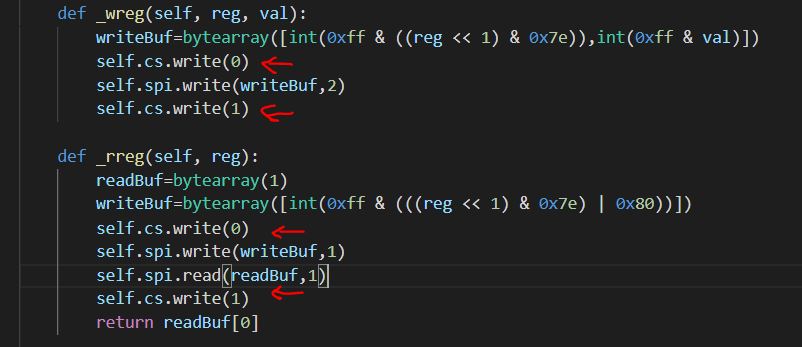 def _wreg(self, reg, val):
writeBuf=bytearray([int(0xff & ((reg << 1) & 0x7e)),int(0xff & val)])
self.cs.write(0)
self.spi.write(writeBuf,2)
self.cs.write(1)
def _rreg(self, reg):
readBuf=bytearray(1)
writeBuf=bytearray([int(0xff & (((reg << 1) & 0x7e) | 0x80))])
self.cs.write(0)
self.spi.write(writeBuf,1)
self.spi.read(readBuf,1)
self.cs.write(1)
return readBuf[0]